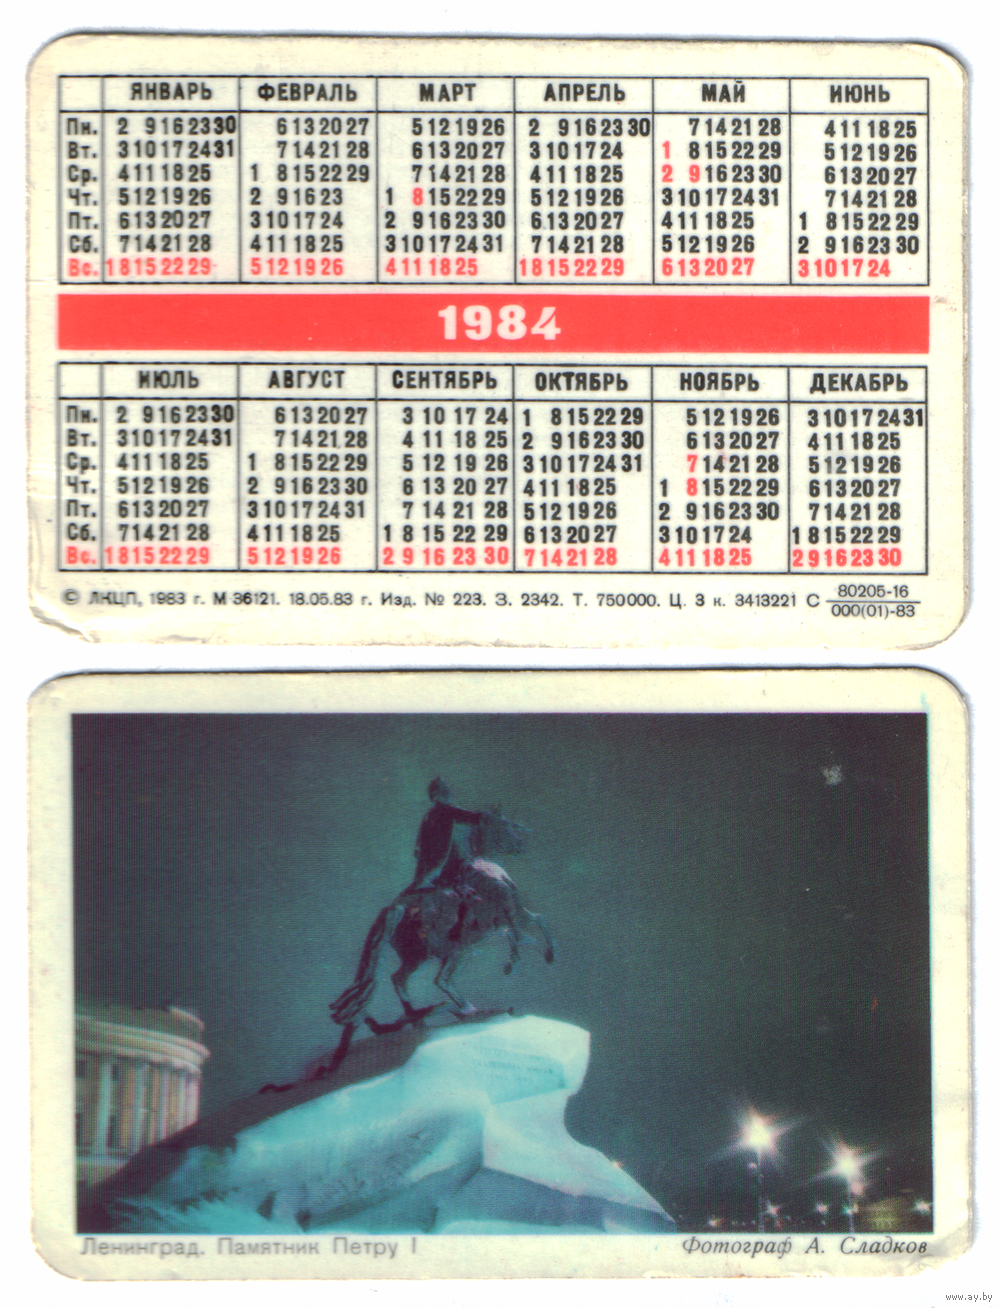 ЯНВАРЬ ФЕВРАЛЬ МАРТ АПРЕЛЬ МАЙ ИЮНЬ
Пн. 2 9 16 23 30 6 13 20 27 5 12 19 26 2 9 16 23 30 7 14 21 28 4 11 18 25
Вт. 3 10 17 24 31 7 14 21 28 6 13 20 27 3 10 17 24 1 8 15 22 29 5 12 19 26
Ср. 4 11 18 25 1 8 15 22 29 7 14 21 28 4 11 18 25 2 9 16 23 30 6 13 20 27
Чт. 5 12 19 26 2 9 16 23 1 8 15 22 29 5 12 19 26 3 10 17 24 31 7 14 21 28
Пт. 6 13 20 27 3 10 17 24 2 9 16 23 30 6 13 20 27 4 11 18 25 1 8 15 22 29
Сб. 7 14 21 28 4 11 18 25 3 10 17 24 31 7 14 21 28 5 12 19 26 2 9 16 23 30
Вс. 1 8 15 22 29 5 12 19 26 4 11 18 25 1 8 15 22 29 6 13 20 27 3 10 17 24
1984
ИЮЛЬ АВГУСТ СЕНТЯБРЬ ОКТЯБРЬ НОЯБРЬ ДЕКАБРЬ
Пн. 2 9 16 23 30 6 13 20 27 3 10 17 24 1 8 15 22 29 5 12 19 26 3 10 17 24 31
Вт. 3 10 17 24 31 7 14 21 28 4 11 18 25 2 9 16 23 30 6 13 20 27 4 11 18 25
Ср. 4 11 18 25 1 8 15 22 29 5 12 19 26 3 10 17 24 31 7 14 21 28 5 12 19 26
Чт. 5 12 19 26 2 9 16 23 30 6 13 20 27 4 11 18 25 1 8 15 22 29 6 13 20 27
Пт. 6 13 20 27 3 10 17 24 31 7 14 21 28 5 12 19 26 2 9 16 23 30 7 14 21 28
Сб. 7 14 21 28 4 11 18 25 1 8 15 22 29 6 13 20 27 3 10 17 24 1 8 15 22 29
Вс. 1 8 15 22 29 5 12 19 26 2 9 16 23 30 7 14 21 28 4 11 18 25 2 9 16 23 30
© ЛКЦП, 1983 г. М-36121. 18.05.83 г. Изд. № 223. З. 2342. Т. 750000. Ц. 3 к. 3413221 С 80205-16
000(01)-83
Ленинград. Памятник Петру I Фотограф А. Сладков
www.ay.by